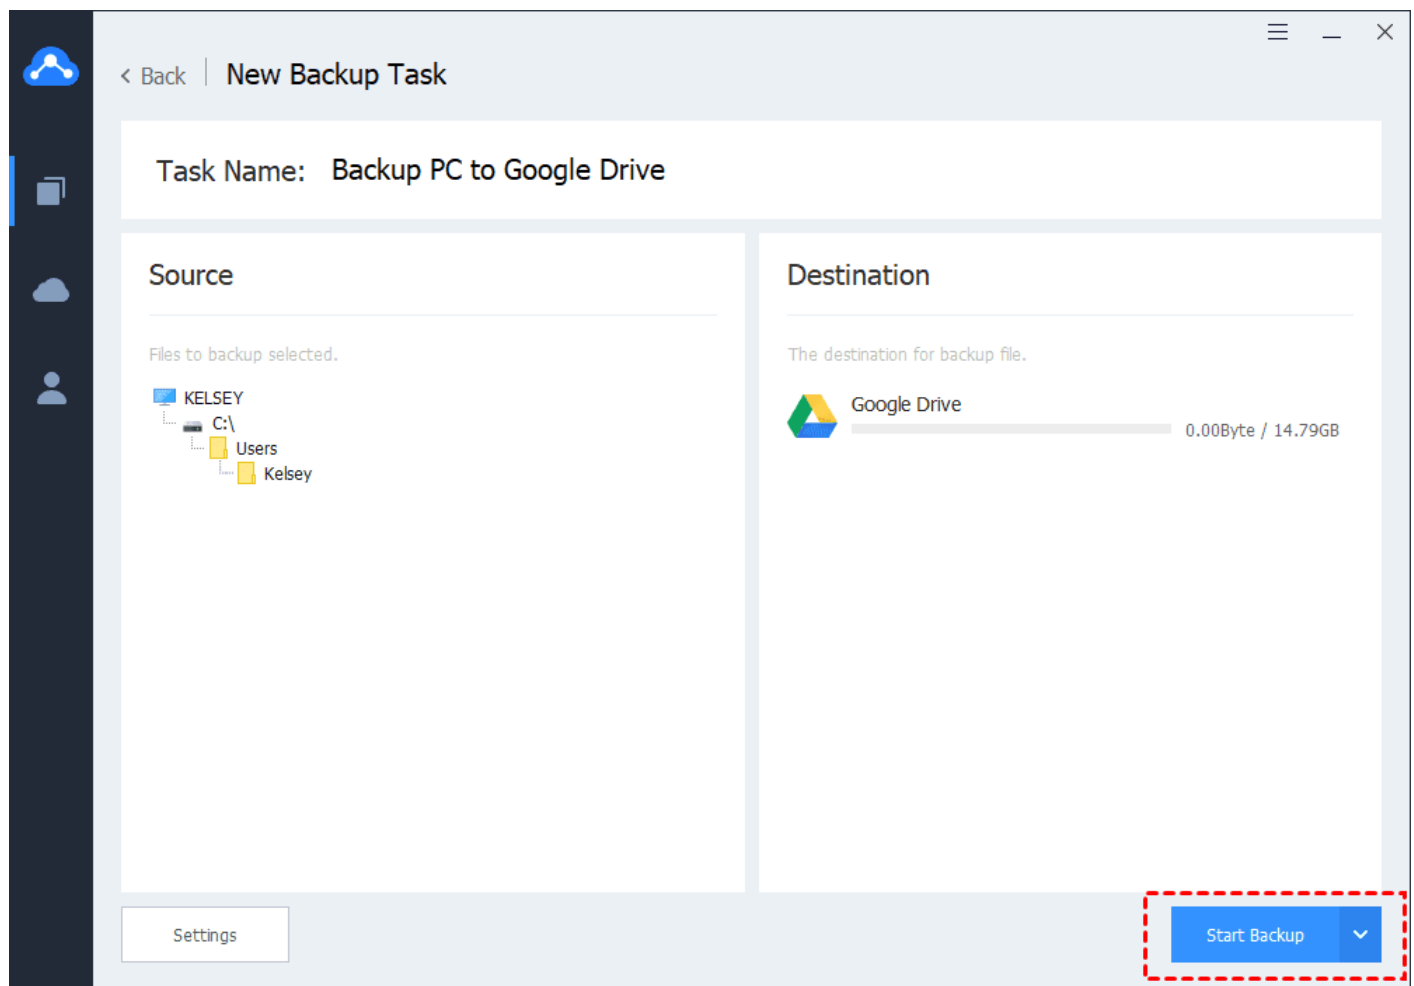 Back
New Backup Task
Task Name: Backup PC to Google Drive
Source
Files to backup selected.
KELSEY
C:\
Users
Kelsey
Destination
The destination for backup file.
Google Drive
0.00Byte / 14.79GB
Settings
Start Backup